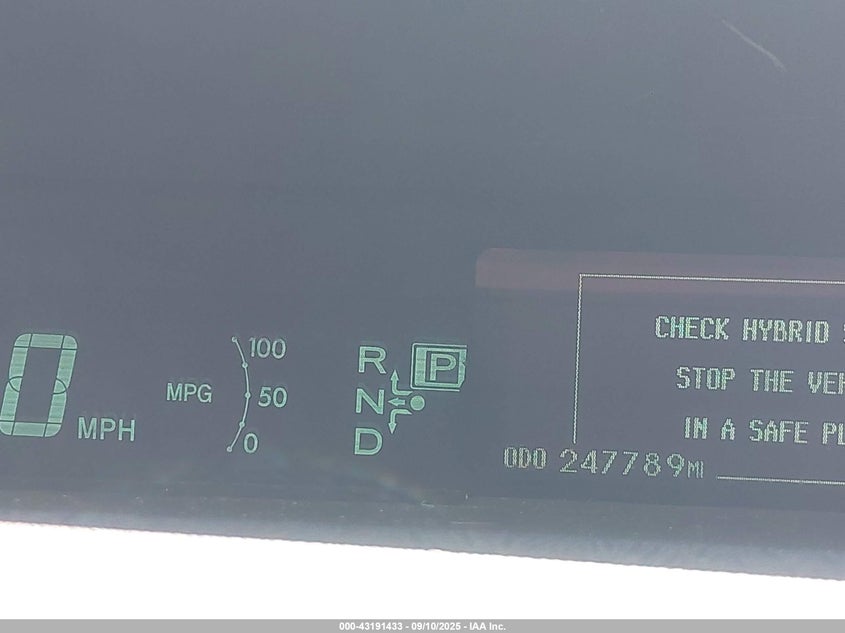 0 MPH
MPG
100
50
0
R
N
D
P
CHECK HYBRID
STOP THE
IN A SAFE
ODO 247789MI
000-43191433 - 09/10/2025 - IAA Inc.